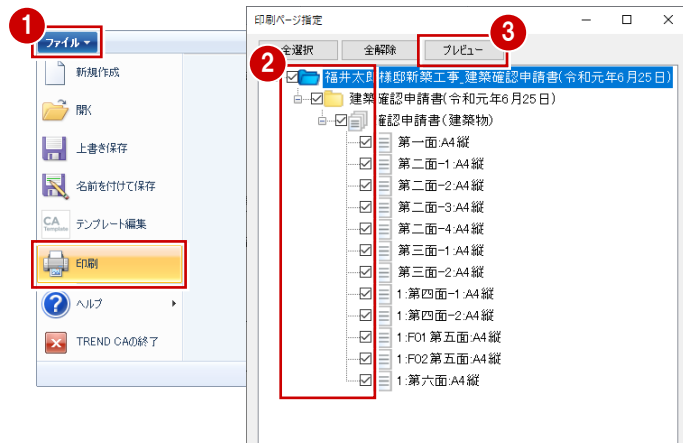 1
ファイル
新規作成
開く
上書き保存
名前を付けて保存
CA
Template
テンプレート編集
印刷
ヘルプ
TREND CAの終了
印刷ページ指定
3
全選択
全解除
プレビュー
2
福井太郎様邸新築工事_建築確認申請書(令和元年6月25日)
建築確認申請書(令和元年6月25日)
確認申請書(建築物)
第一面:A4縦
第二面-1:A4縦
第二面-2:A4縦
第二面-3:A4縦
第二面-4:A4縦
第三面-1:A4縦
第三面-2:A4縦
1:第四面-1:A4縦
1:第四面-2:A4縦
1:F01 第五面:A4縦
1:F02 第五面:A4縦
1:第六面:A4縦